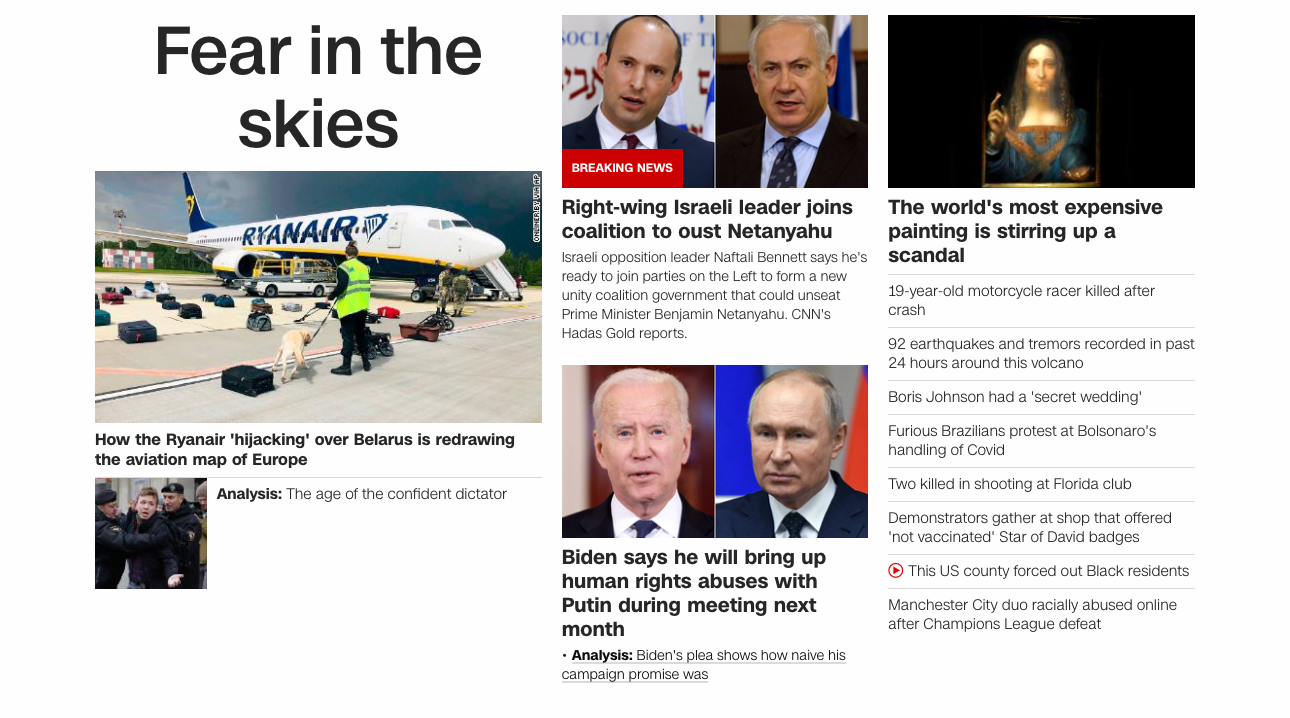 Fear in the
skies
RYANAIR
ONLINER.BY VIA AP
How the Ryanair 'hijacking' over Belarus is redrawing
the aviation map of Europe
Analysis: The age of the confident dictator
BREAKING NEWS
Right-wing Israeli leader joins
coalition to oust Netanyahu
Israeli opposition leader Naftali Bennett says he's
ready to join parties on the Left to form a new
unity coalition government that could unseat
Prime Minister Benjamin Netanyahu. CNN's
Hadas Gold reports.
Biden says he will bring up
human rights abuses with
Putin during meeting next
month
• Analysis: Biden's plea shows how naive his
campaign promise was
The world's most expensive
painting is stirring up a
scandal
19-year-old motorcycle racer killed after
crash
92 earthquakes and tremors recorded in past
24 hours around this volcano
Boris Johnson had a 'secret wedding'
Furious Brazilians protest at Bolsonaro's
handling of Covid
Two killed in shooting at Florida club
Demonstrators gather at shop that offered
'not vaccinated' Star of David badges
This US county forced out Black residents
Manchester City duo racially abused online
after Champions League defeat